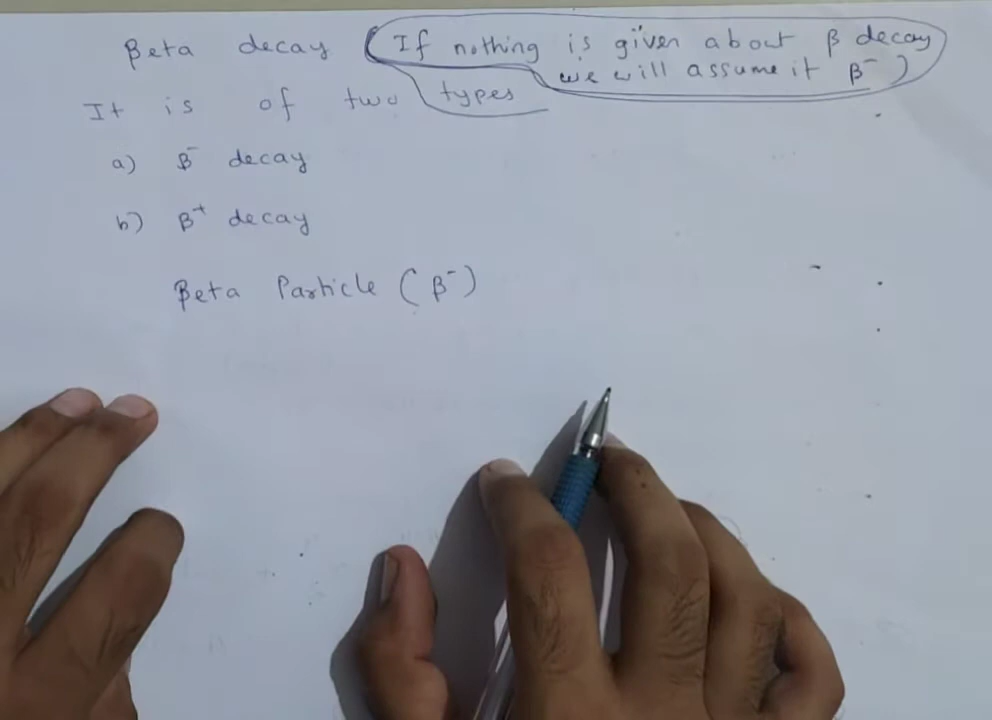 Beta decay (If nothing is given about β decay
we will assume it β⁻)
It is of two types
a) β⁻ decay
b) β⁺ decay
Beta Particle (β⁻)